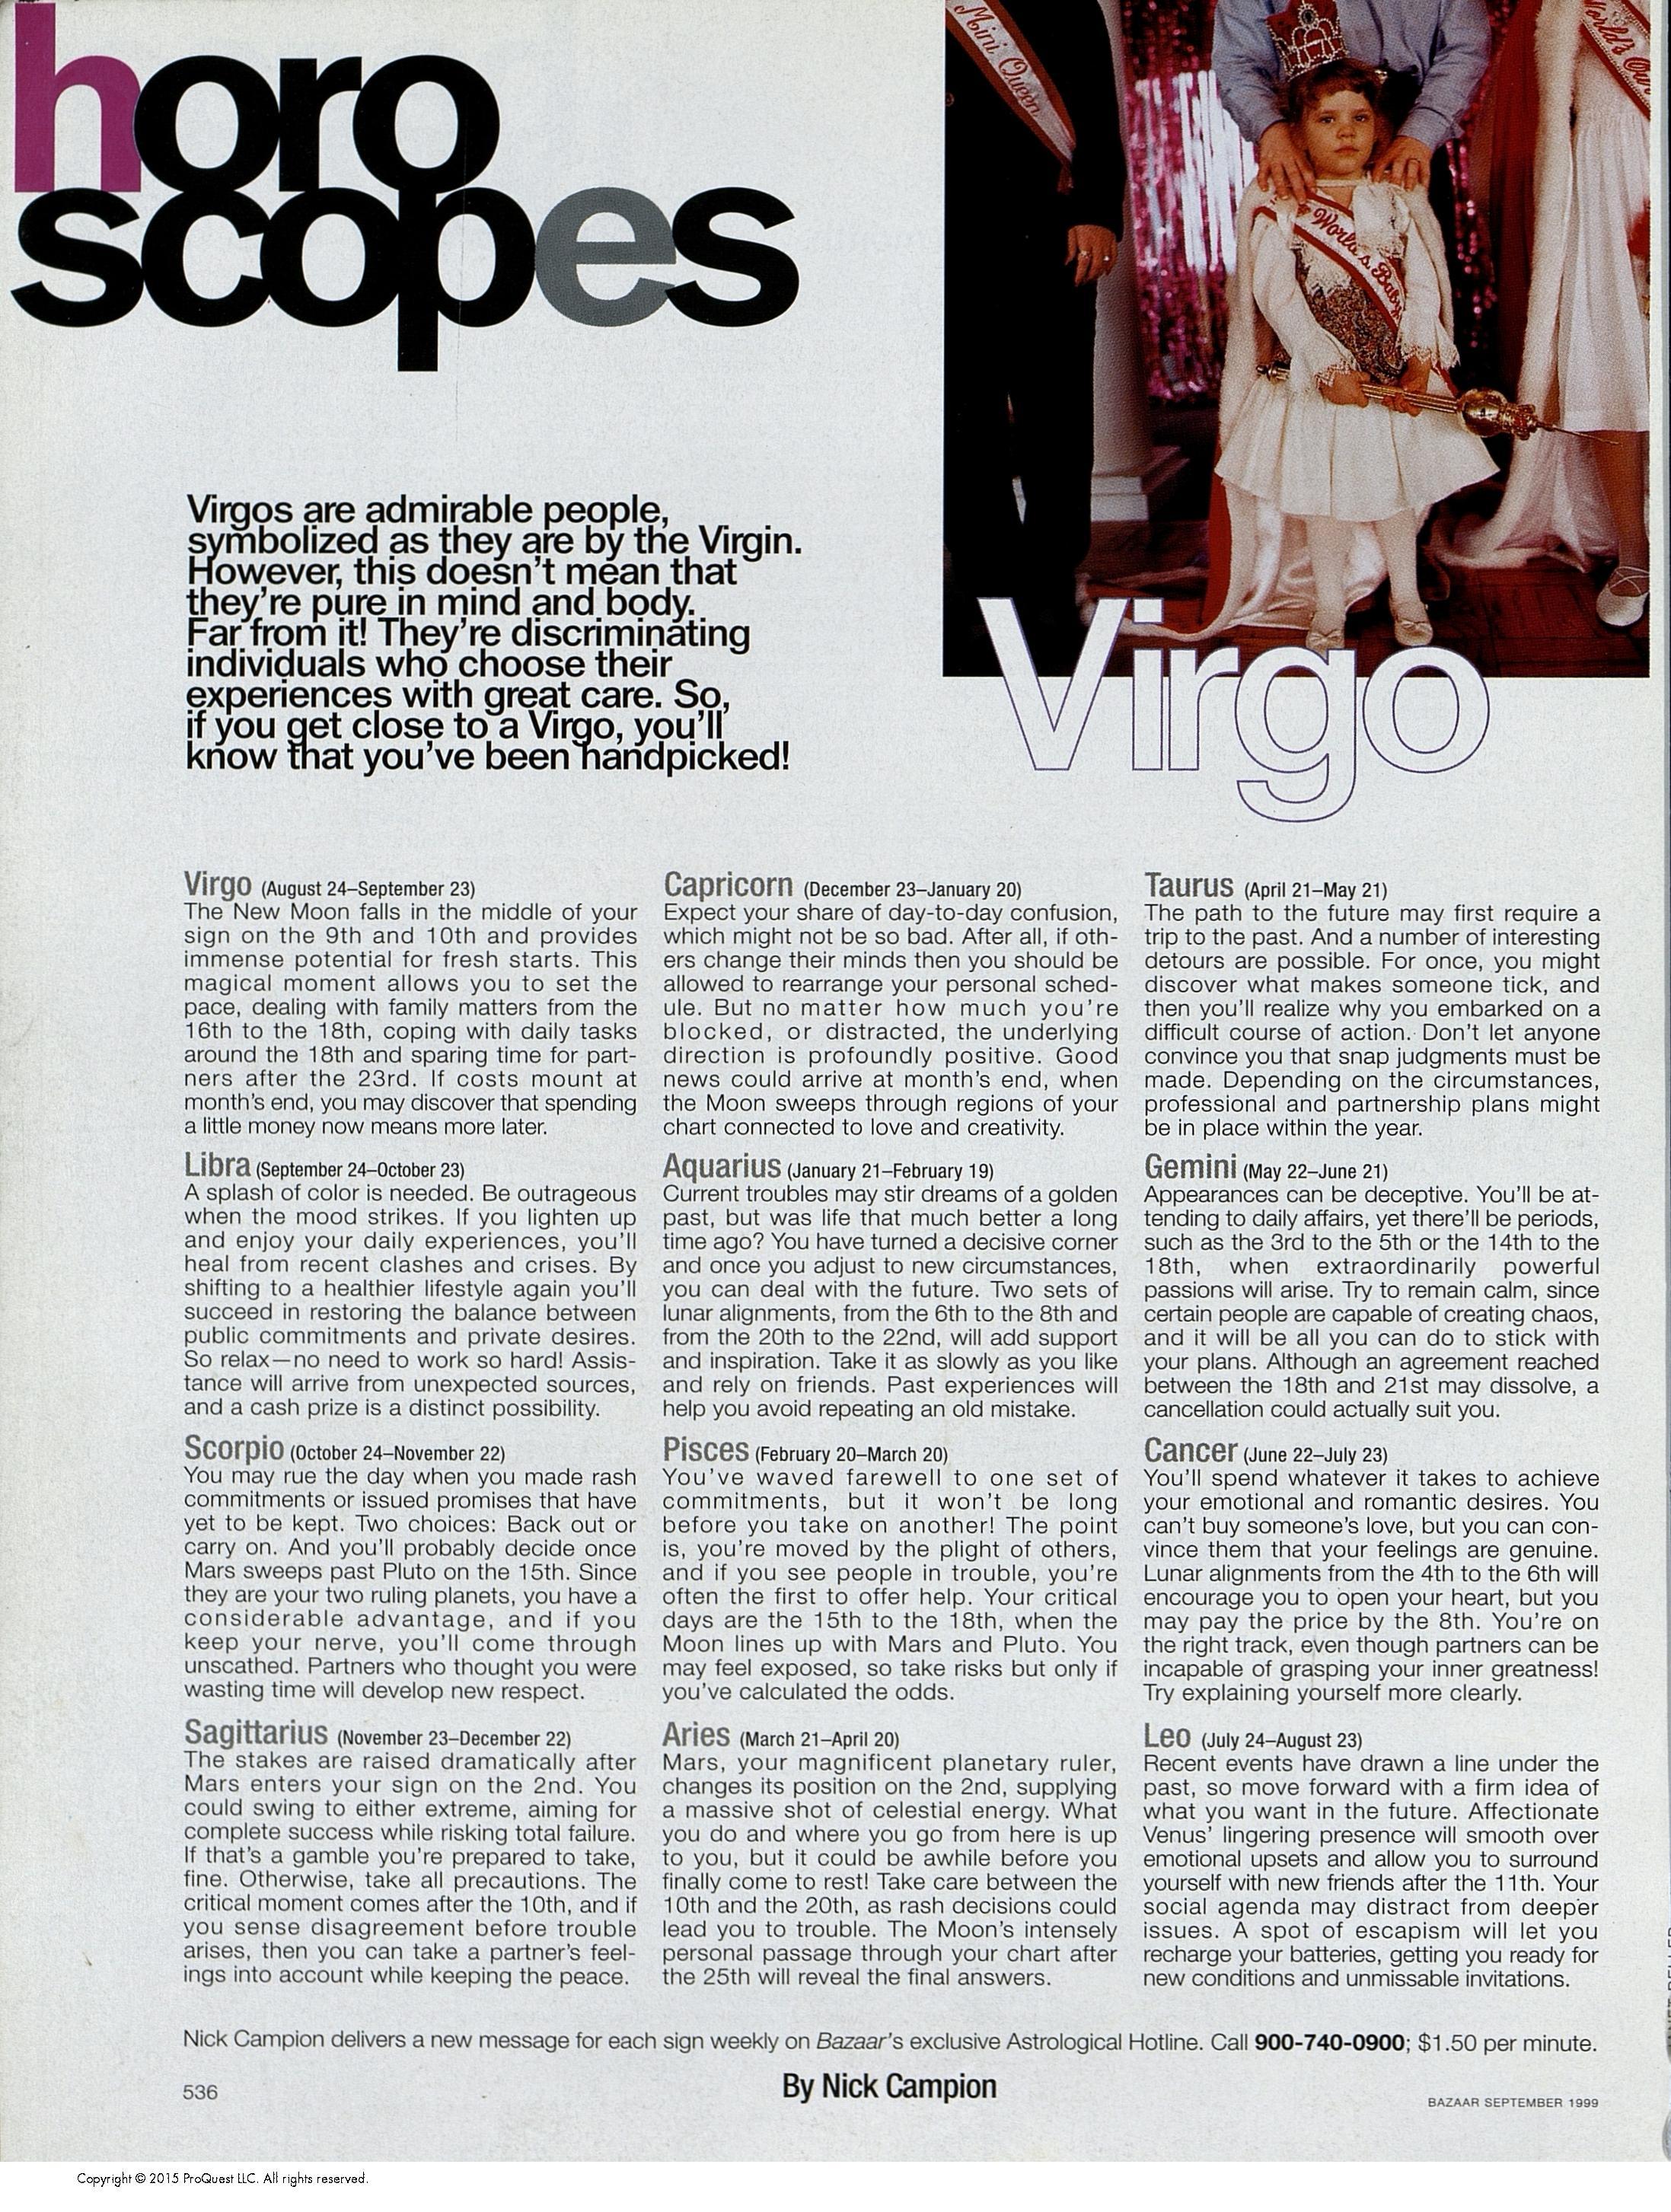 horo
scopes
Mini Queen
World's Baby
World's Our
Virgos are admirable people,
symbolized as they are by the Virgin.
However, this doesn't mean that
they're pure in mind and body.
Far from it! They're discriminating
individuals who choose their
experiences with great care. So,
if you get close to a Virgo, you'll
know that you've been handpicked!
Virgo
Virgo (August 24–September 23)
The New Moon falls in the middle of your
sign on the 9th and 10th and provides
immense potential for fresh starts. This
magical moment allows you to set the
pace, dealing with family matters from the
16th to the 18th, coping with daily tasks
around the 18th and sparing time for part-
ners after the 23rd. If costs mount at
month's end, you may discover that spending
a little money now means more later.
Libra (September 24–October 23)
A splash of color is needed. Be outrageous
when the mood strikes. If you lighten up
and enjoy your daily experiences, you'll
heal from recent clashes and crises. By
shifting to a healthier lifestyle again you'll
succeed in restoring the balance between
public commitments and private desires.
So relax—no need to work so hard! Assis-
tance will arrive from unexpected sources,
and a cash prize is a distinct possibility.
Scorpio (October 24–November 22)
You may rue the day when you made rash
commitments or issued promises that have
yet to be kept. Two choices: Back out or
carry on. And you'll probably decide once
Mars sweeps past Pluto on the 15th. Since
they are your two ruling planets, you have a
considerable advantage, and if you
keep your nerve, you'll come through
unscathed. Partners who thought you were
wasting time will develop new respect.
Sagittarius (November 23–December 22)
The stakes are raised dramatically after
Mars enters your sign on the 2nd. You
could swing to either extreme, aiming for
complete success while risking total failure.
If that's a gamble you're prepared to take,
fine. Otherwise, take all precautions. The
critical moment comes after the 10th, and if
you sense disagreement before trouble
arises, then you can take a partner's feel-
ings into account while keeping the peace.
Capricorn (December 23–January 20)
Expect your share of day-to-day confusion,
which might not be so bad. After all, if oth-
ers change their minds then you should be
allowed to rearrange your personal sched-
ule. But no matter how much you're
blocked, or distracted, the underlying
direction is profoundly positive. Good
news could arrive at month's end, when
the Moon sweeps through regions of your
chart connected to love and creativity.
Aquarius (January 21–February 19)
Current troubles may stir dreams of a golden
past, but was life that much better a long
time ago? You have turned a decisive corner
and once you adjust to new circumstances,
you can deal with the future. Two sets of
lunar alignments, from the 6th to the 8th and
from the 20th to the 22nd, will add support
and inspiration. Take it as slowly as you like
and rely on friends. Past experiences will
help you avoid repeating an old mistake.
Pisces (February 20–March 20)
You've waved farewell to one set of
commitments, but it won't be long
before you take on another! The point
is, you're moved by the plight of others,
and if you see people in trouble, you're
often the first to offer help. Your critical
days are the 15th to the 18th, when the
Moon lines up with Mars and Pluto. You
may feel exposed, so take risks but only if
you've calculated the odds.
Aries (March 21–April 20)
Mars, your magnificent planetary ruler,
changes its position on the 2nd, supplying
a massive shot of celestial energy. What
you do and where you go from here is up
to you, but it could be awhile before you
finally come to rest! Take care between the
10th and the 20th, as rash decisions could
lead you to trouble. The Moon's intensely
personal passage through your chart after
the 25th will reveal the final answers.
Taurus (April 21–May 21)
The path to the future may first require a
trip to the past. And a number of interesting
detours are possible. For once, you might
discover what makes someone tick, and
then you'll realize why you embarked on a
difficult course of action. Don't let anyone
convince you that snap judgments must be
made. Depending on the circumstances,
professional and partnership plans might
be in place within the year.
Gemini (May 22–June 21)
Appearances can be deceptive. You'll be at-
tending to daily affairs, yet there'll be periods,
such as the 3rd to the 5th or the 14th to the
18th, when extraordinarily powerful
passions will arise. Try to remain calm, since
certain people are capable of creating chaos,
and it will be all you can do to stick with
your plans. Although an agreement reached
between the 18th and 21st may dissolve, a
cancellation could actually suit you.
Cancer (June 22–July 23)
You'll spend whatever it takes to achieve
your emotional and romantic desires. You
can't buy someone's love, but you can con-
vince them that your feelings are genuine.
Lunar alignments from the 4th to the 6th will
encourage you to open your heart, but you
may pay the price by the 8th. You're on
the right track, even though partners can be
incapable of grasping your inner greatness!
Try explaining yourself more clearly.
Leo (July 24–August 23)
Recent events have drawn a line under the
past, so move forward with a firm idea of
what you want in the future. Affectionate
Venus' lingering presence will smooth over
emotional upsets and allow you to surround
yourself with new friends after the 11th. Your
social agenda may distract from deeper
issues. A spot of escapism will let you
recharge your batteries, getting you ready for
new conditions and unmissable invitations.
Nick Campion delivers a new message for each sign weekly on Bazaar's exclusive Astrological Hotline. Call 900-740-0900; $1.50 per minute.
536
By Nick Campion
BAZAAR SEPTEMBER 1999
Copyright © 2015 ProQuest LLC. All rights reserved.